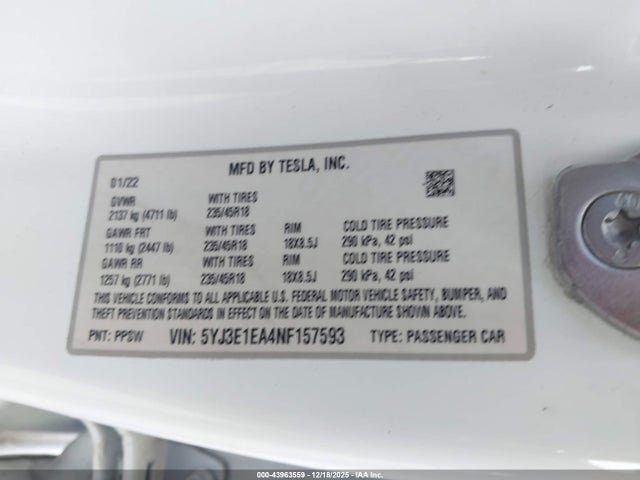 MFD BY TESLA, INC.
01/22
GVWR WITH TIRES
2137 kg (4711 lb) 235/45R18
GAWR FRT WITH TIRES RIM COLD TIRE PRESSURE
1110 kg (2447 lb) 235/45R18 18X8.5J 290 kPa, 42 psi
GAWR RR WITH TIRES RIM COLD TIRE PRESSURE
1257 kg (2771 lb) 235/45R18 18X8.5J 290 kPa, 42 psi
THIS VEHICLE CONFORMS TO ALL APPLICABLE U.S. FEDERAL MOTOR VEHICLE SAFETY, BUMPER, AND
THEFT PREVENTION STANDARDS IN EFFECT ON THE DATE OF MANUFACTURE SHOWN ABOVE.
PNT: PPSW VIN: 5YJ3E1EA4NF157593 TYPE: PASSENGER CAR
000-43963559 - 12/18/2025 - IAA Inc.